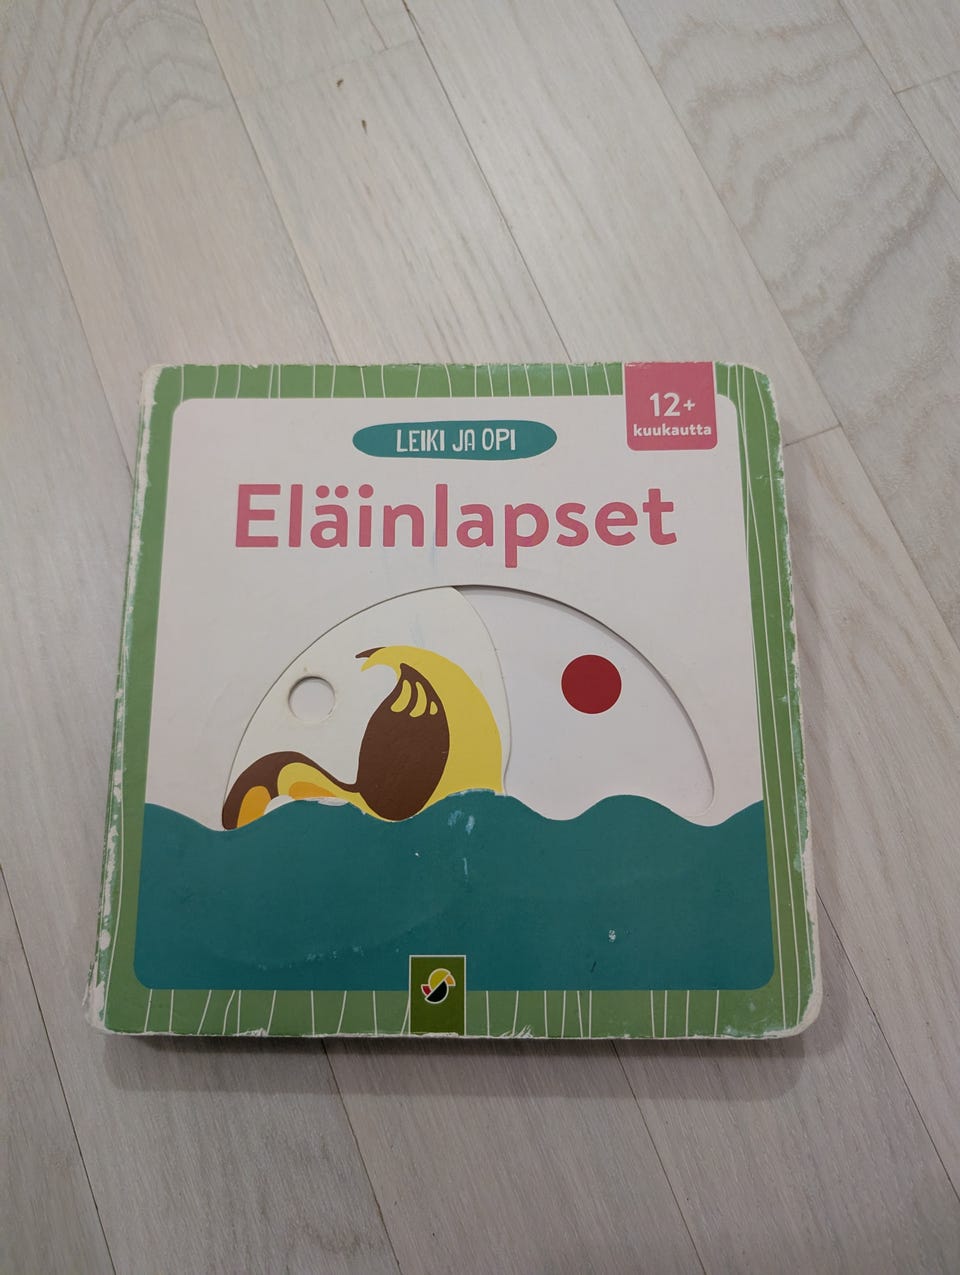 12+
kuukautta
LEIKI JA OPI
Eläinlapset